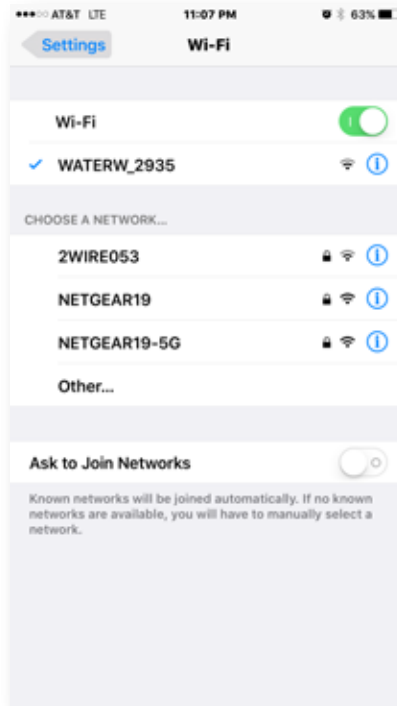 AT&T LTE 11:07 PM 63%
Settings Wi-Fi
Wi-Fi
WATERW_2935
CHOOSE A NETWORK...
2WIRE053
NETGEAR19
NETGEAR19-5G
Other...
Ask to Join Networks
Known networks will be joined automatically. If no known
networks are available, you will have to manually select a
network.